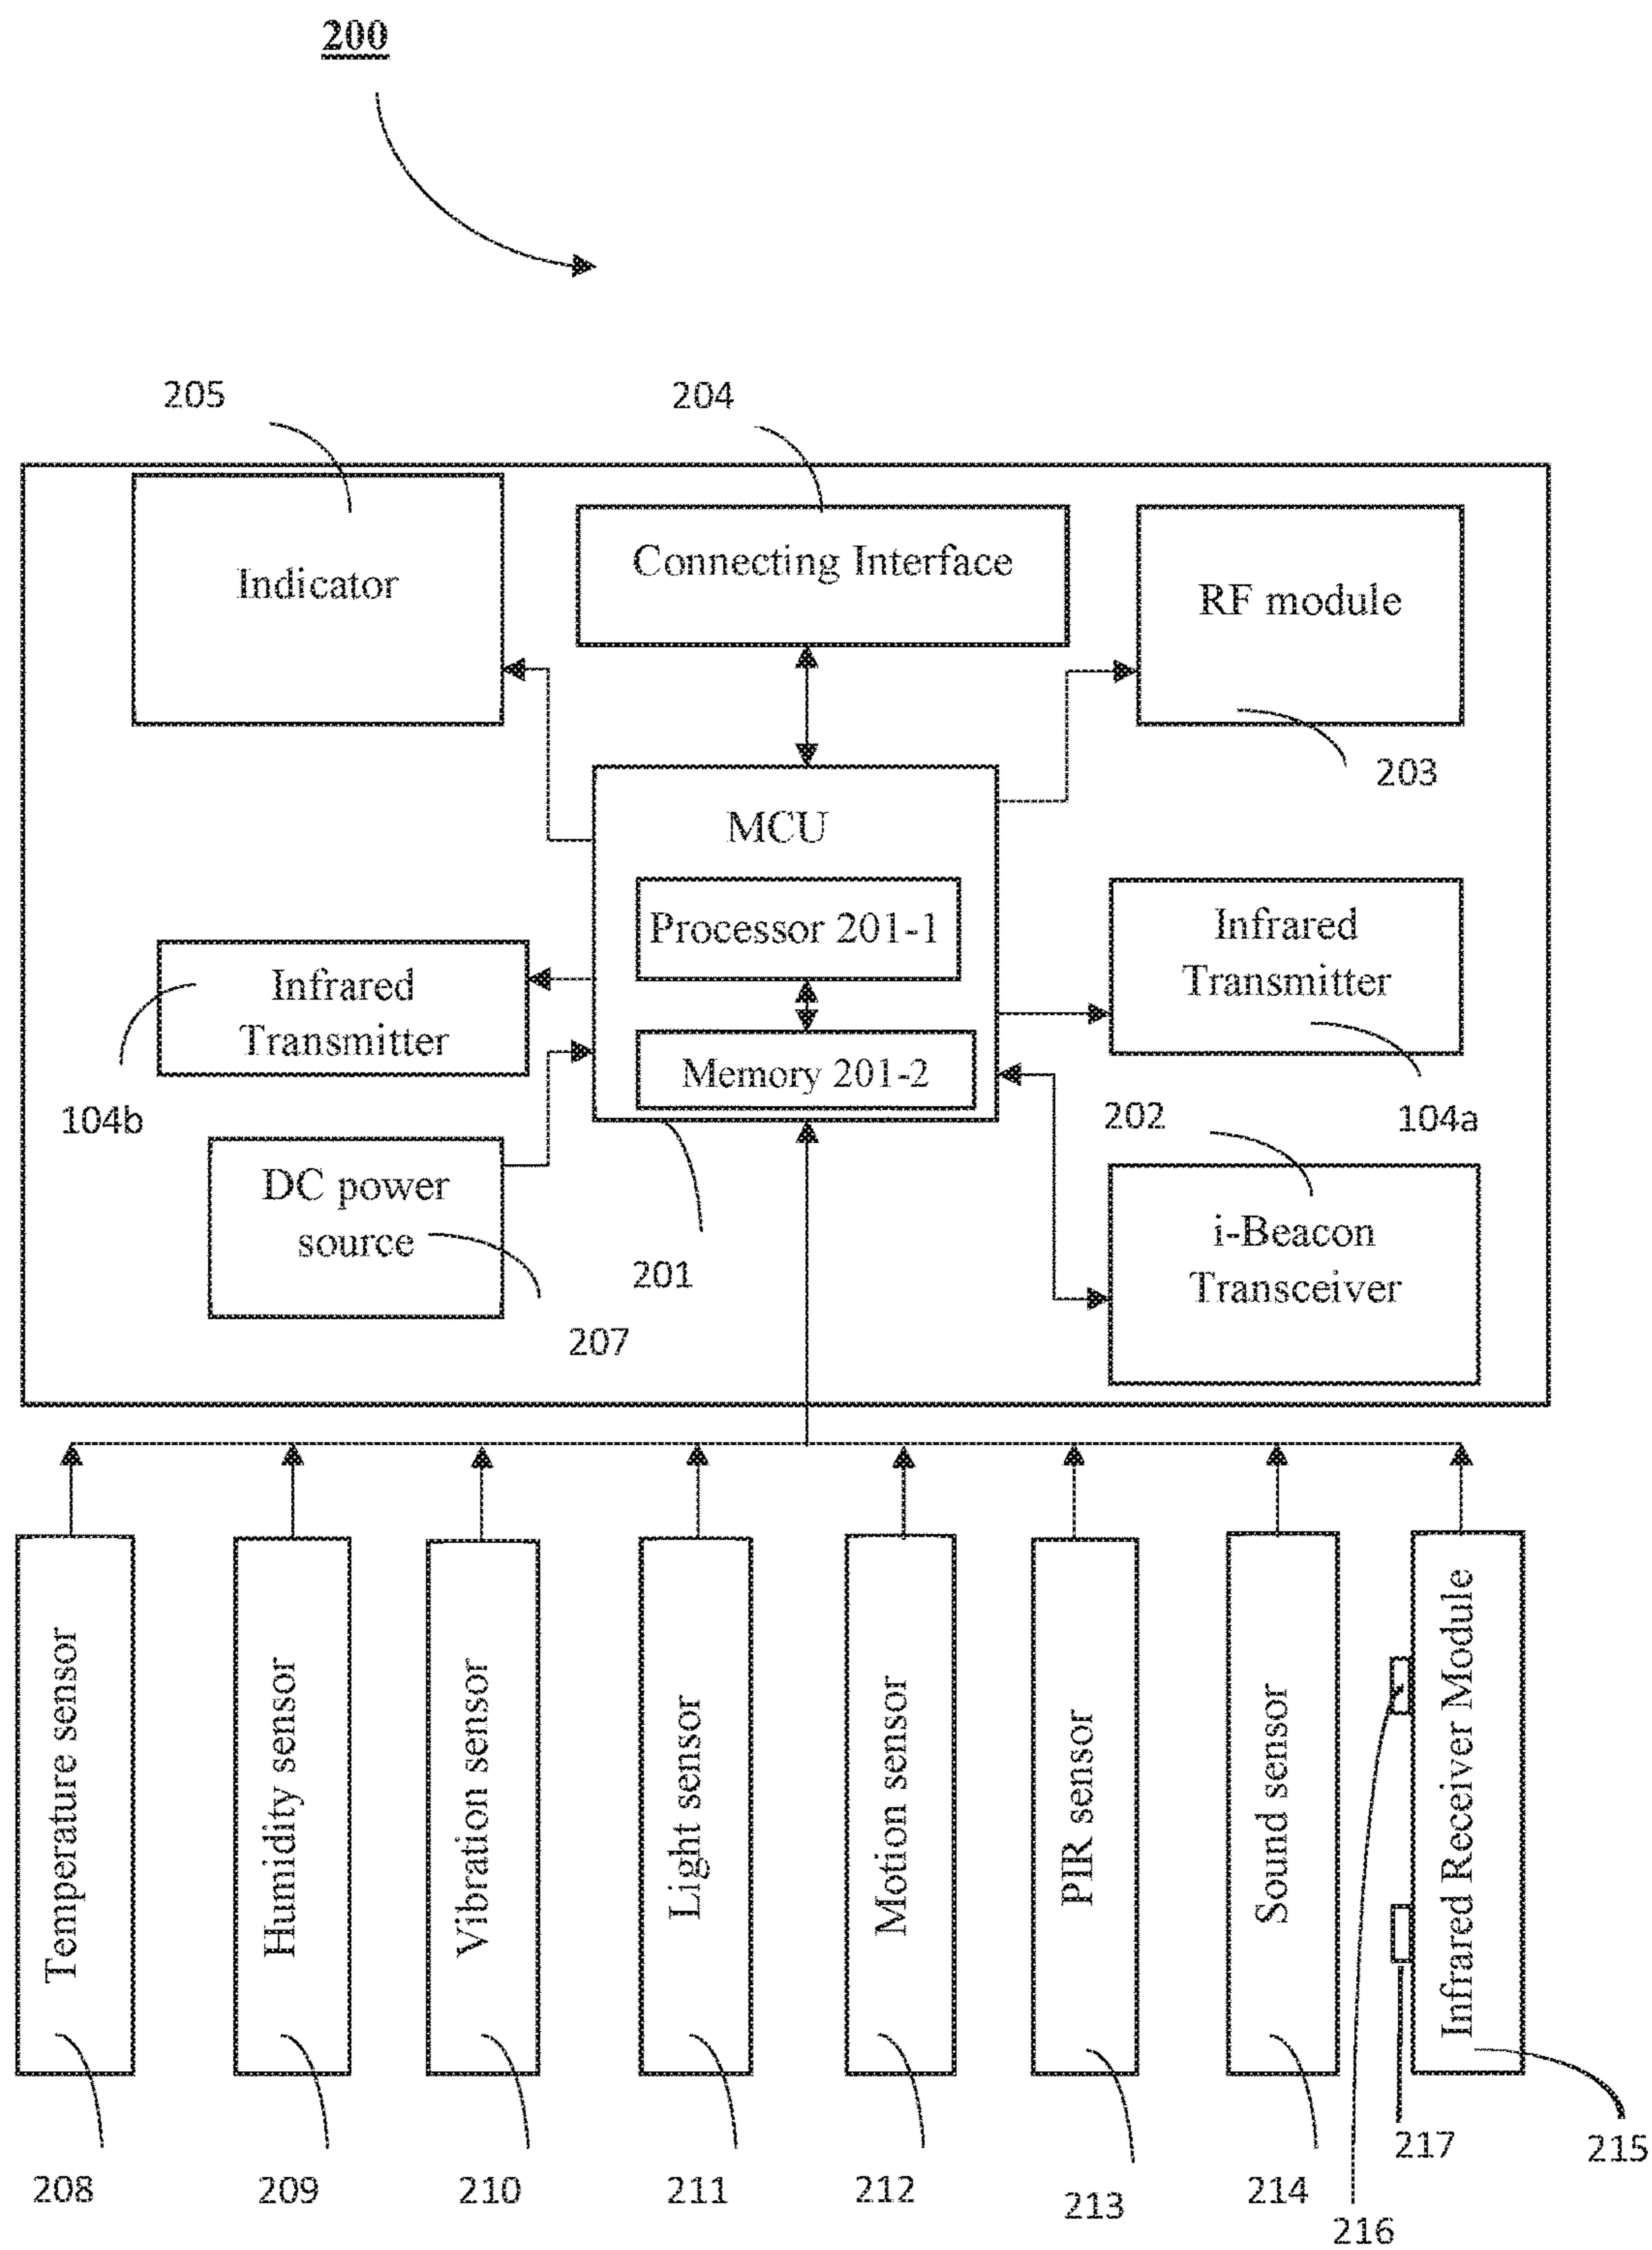 200
205
204
Indicator
Connecting Interface
RF module
203
MCU
Processor 201-1
Memory 201-2
Infrared
Transmitter
104b
Infrared
Transmitter
104a
DC power
source
207
201
202
i-Beacon
Transceiver
Temperature sensor
Humidity sensor
Vibration sensor
Light sensor
Motion sensor
PIR sensor
Sound sensor
Infrared Receiver Module
208
209
210
211
212
213
214
216
217
215